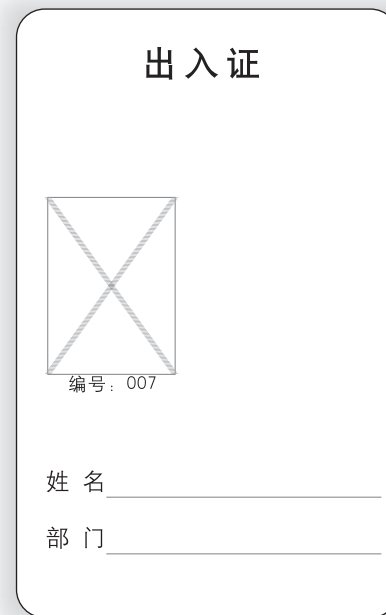 出入证
编号：007
姓 名
部 门